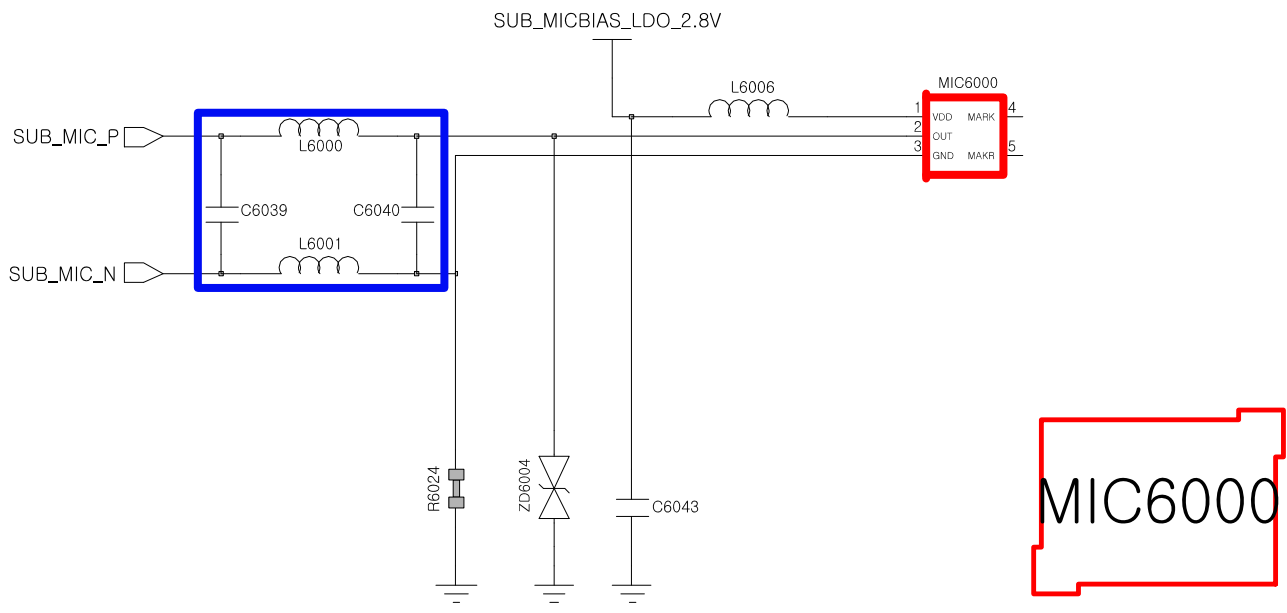 SUB_MICBIAS_LDO_2.8V
L6006
MIC6000
1 VDD MARK 4
2 OUT
3 GND MAKR 5
SUB_MIC_P
L6000
C6039
C6040
L6001
SUB_MIC_N
R6024
ZD6004
C6043
MIC6000